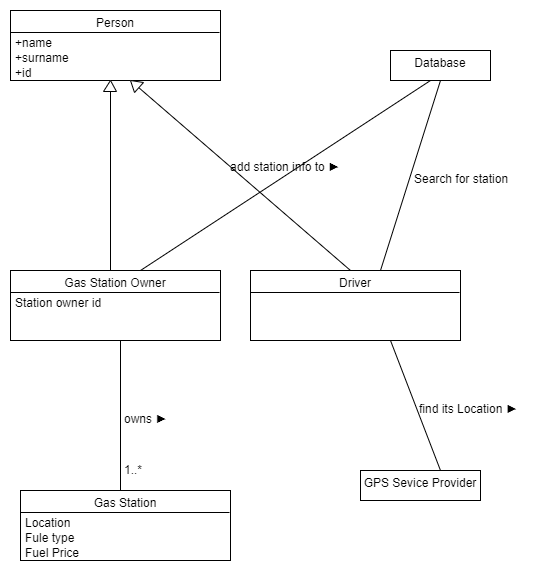 Person
+name
+surname
+id
Database
add station info to ►
Search for station
Gas Station Owner
Station owner id
Driver
owns ►
find its Location ►
1..*
GPS Sevice Provider
Gas Station
Location
Fule type
Fuel Price